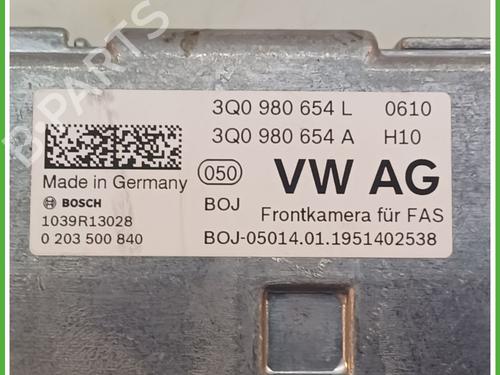 3Q0 980 654 L 0610
3Q0 980 654 A H10
Made in Germany 050 VW AG
BOSCH BOJ
1039R13028 Frontkamera für FAS
0 203 500 840 BOJ-05014.01.1951402538
B-PARTS